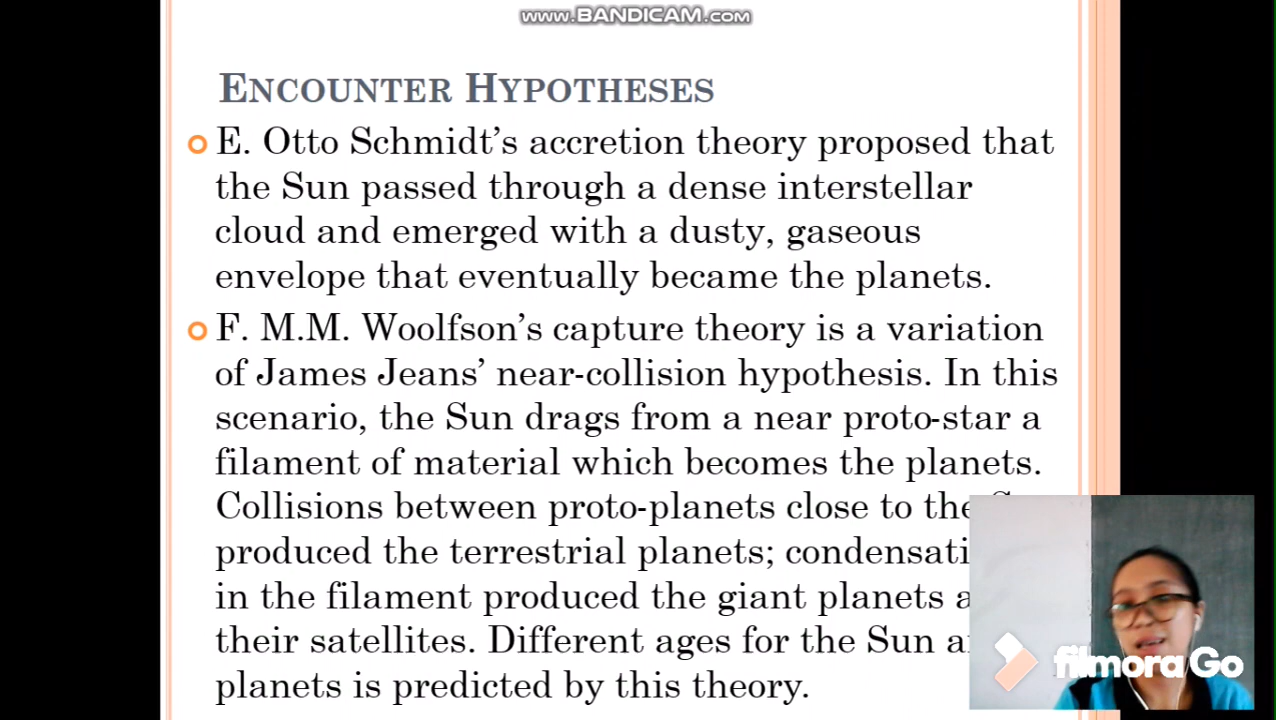 www.BANDICAM.com
ENCOUNTER HYPOTHESES
E. Otto Schmidt's accretion theory proposed that
the Sun passed through a dense interstellar
cloud and emerged with a dusty, gaseous
envelope that eventually became the planets.
F. M.M. Woolfson's capture theory is a variation
of James Jeans' near-collision hypothesis. In this
scenario, the Sun drags from a near proto-star a
filament of material which becomes the planets.
Collisions between proto-planets close to the
produced the terrestrial planets;
in the filament produced the giant planets
their satellites. Different ages for the Sun
planets is predicted by this theory.
filmora Go